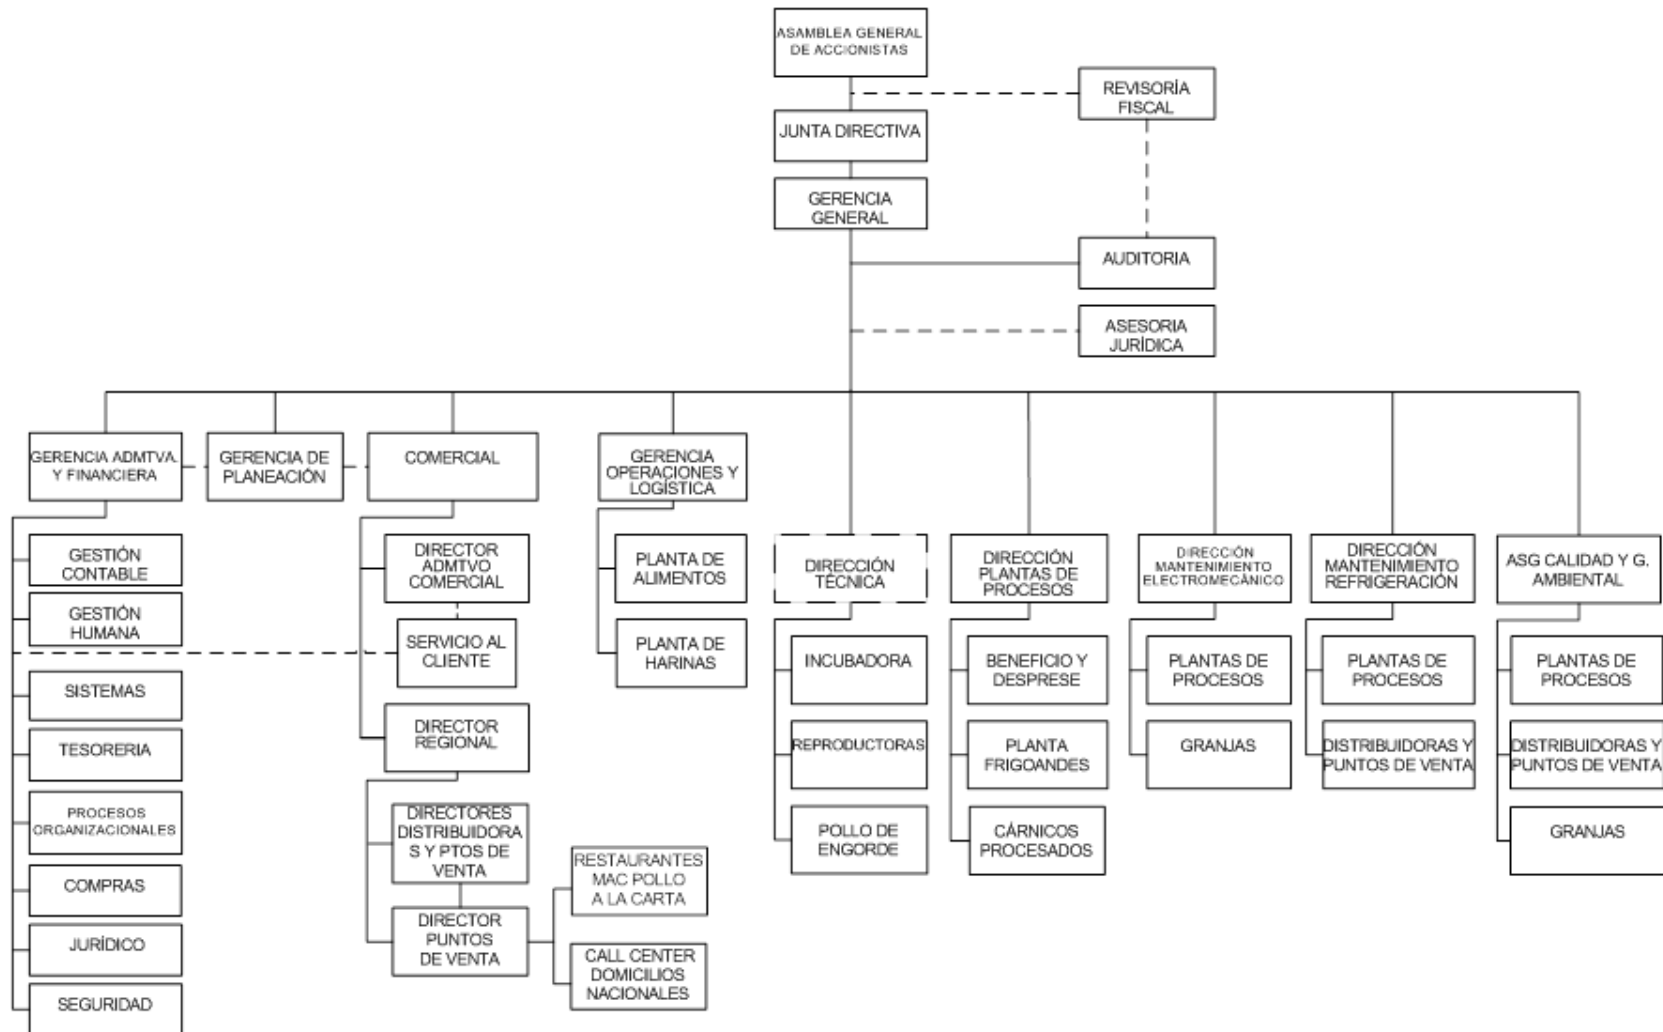 ASAMBLEA GENERAL
DE ACCIONISTAS
REVISORÍA
FISCAL
JUNTA DIRECTIVA
GERENCIA
GENERAL
AUDITORIA
ASESORIA
JURÍDICA
GERENCIA ADMTVA.
Y FINANCIERA
GERENCIA DE
PLANEACIÓN
COMERCIAL
GERENCIA
OPERACIONES Y
LOGÍSTICA
GESTIÓN
CONTABLE
GESTIÓN
HUMANA
SISTEMAS
TESORERIA
PROCESOS
ORGANIZACIONALES
COMPRAS
JURÍDICO
SEGURIDAD
DIRECTOR
ADMTVO
COMERCIAL
SERVICIO AL
CLIENTE
DIRECTOR
REGIONAL
DIRECTORES
DISTRIBUIDORA
S Y PTOS DE
VENTA
DIRECTOR
PUNTOS
DE VENTA
RESTAURANTES
MAC POLLO
A LA CARTA
CALL CENTER
DOMICILIOS
NACIONALES
PLANTA DE
ALIMENTOS
PLANTA DE
HARINAS
DIRECCIÓN
TÉCNICA
INCUBADORA
REPRODUCTORAS
POLLO DE
ENGORDE
DIRECCIÓN
PLANTAS DE
PROCESOS
BENEFICIO Y
DESPRESE
PLANTA
FRIGOANDES
CÁRNICOS
PROCESADOS
DIRECCIÓN
MANTENIMIENTO
ELECTROMECÁNICO
PLANTAS DE
PROCESOS
GRANJAS
DIRECCIÓN
MANTENIMIENTO
REFRIGERACIÓN
PLANTAS DE
PROCESOS
DISTRIBUIDORAS Y
PUNTOS DE VENTA
ASG CALIDAD Y G.
AMBIENTAL
PLANTAS DE
PROCESOS
DISTRIBUIDORAS Y
PUNTOS DE VENTA
GRANJAS